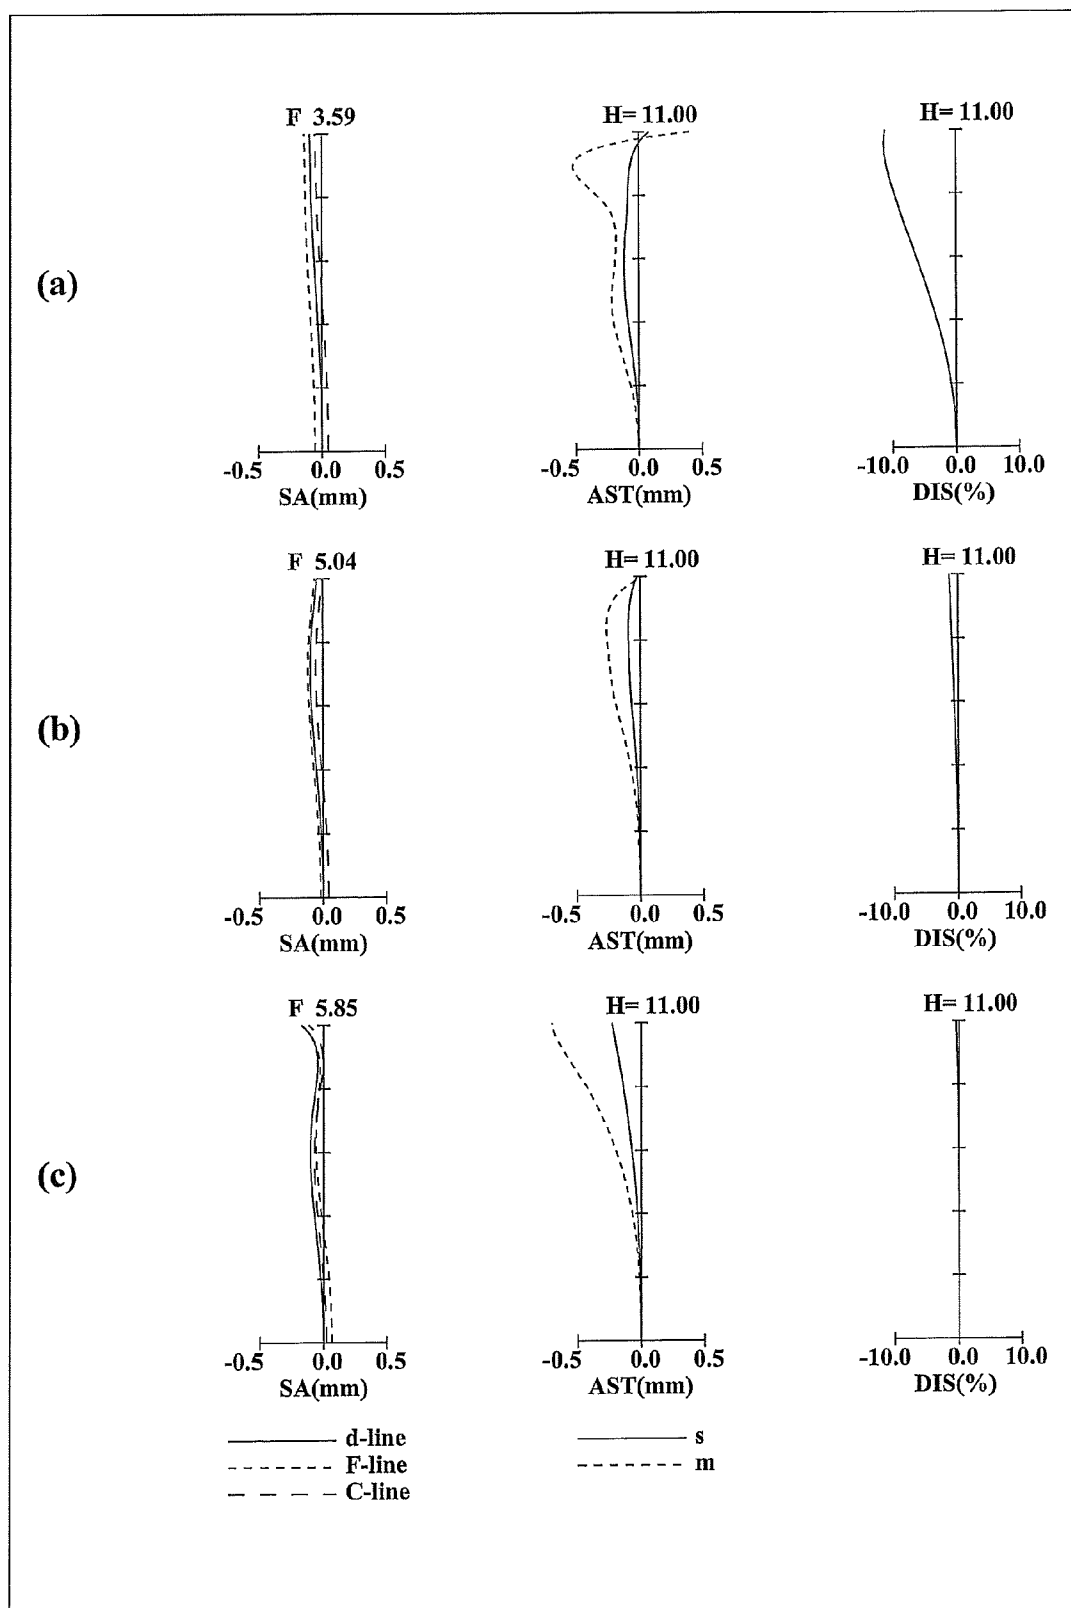 F 3.59 H= 11.00 H= 11.00
(a)
-0.5 0.0 0.5 -0.5 0.0 0.5 -10.0 0.0 10.0
SA(mm) AST(mm) DIS(%)
F 5.04 H= 11.00 H= 11.00
(b)
-0.5 0.0 0.5 -0.5 0.0 0.5 -10.0 0.0 10.0
SA(mm) AST(mm) DIS(%)
F 5.85 H= 11.00 H= 11.00
(c)
-0.5 0.0 0.5 -0.5 0.0 0.5 -10.0 0.0 10.0
SA(mm) AST(mm) DIS(%)
d-line s
F-line m
C-line